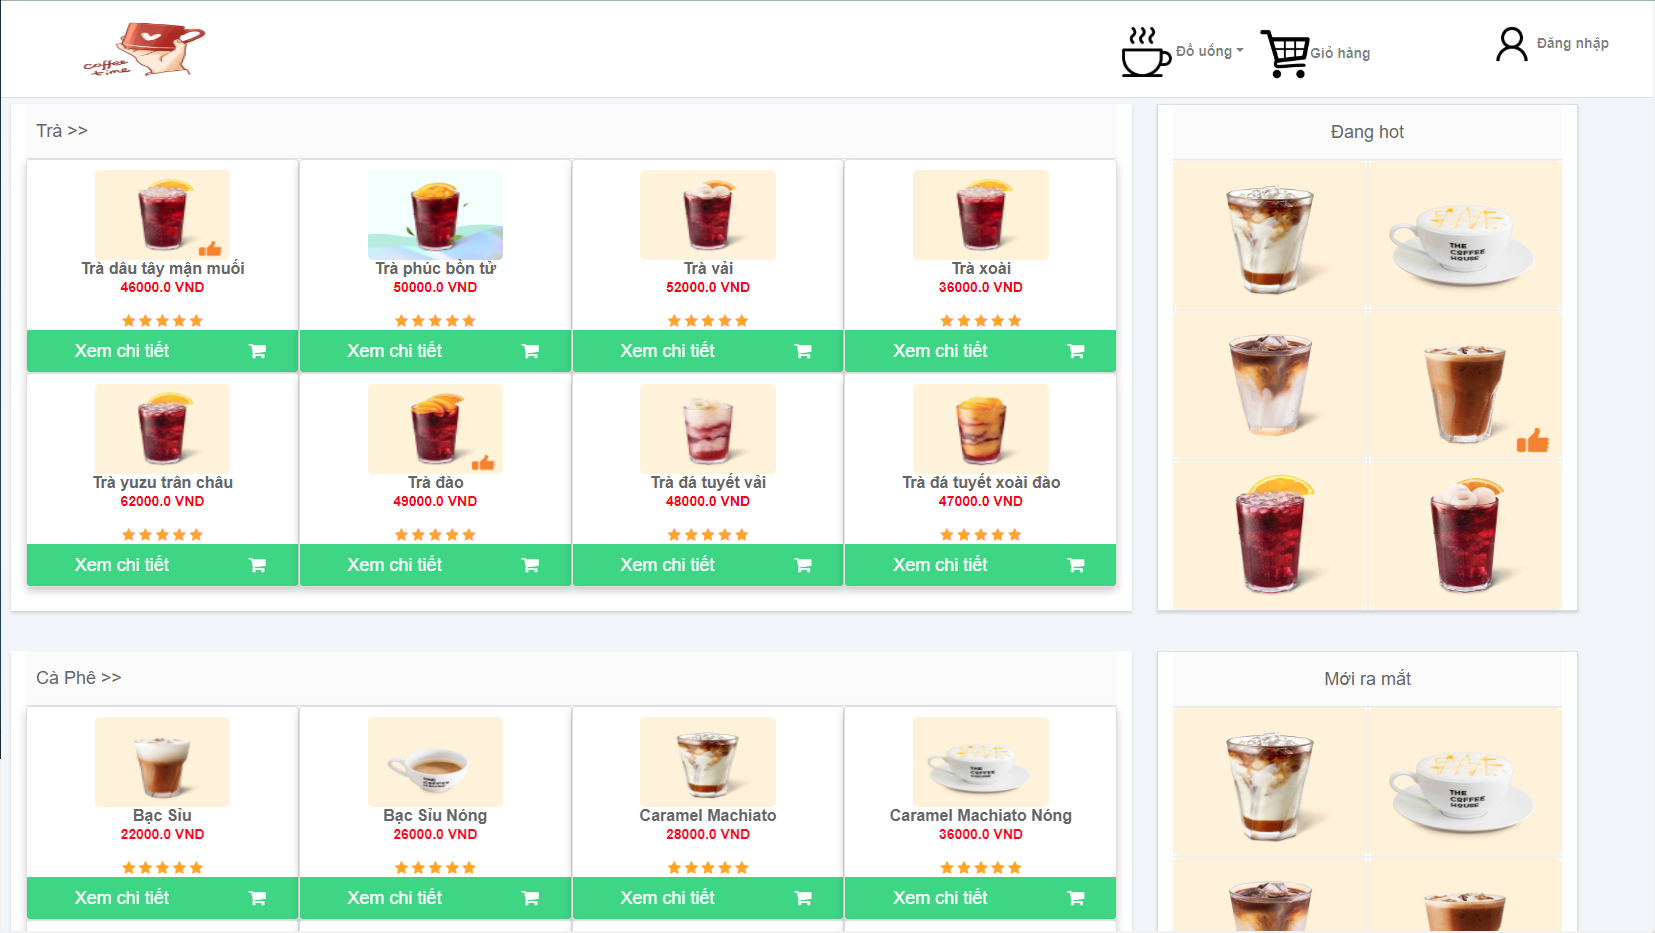 coffee
time
Đồ uống
Giỏ hàng
Đăng nhập
Trà >>
Trà dâu tây mận muối
46000.0 VND
Xem chi tiết
Trà phúc bồn tử
50000.0 VND
Xem chi tiết
Trà vải
52000.0 VND
Xem chi tiết
Trà xoài
36000.0 VND
Xem chi tiết
Trà yuzu trân châu
62000.0 VND
Xem chi tiết
Trà đào
49000.0 VND
Xem chi tiết
Trà đá tuyết vải
48000.0 VND
Xem chi tiết
Trà đá tuyết xoài đào
47000.0 VND
Xem chi tiết
Đang hot
THE
COFFEE
HOUSE
Cà Phê >>
Bạc Sỉu
22000.0 VND
Xem chi tiết
THE
COFFEE
HOUSE
Bạc Sỉu Nóng
26000.0 VND
Xem chi tiết
Caramel Machiato
28000.0 VND
Xem chi tiết
THE
COFFEE
HOUSE
Caramel Machiato Nóng
36000.0 VND
Xem chi tiết
Mới ra mắt
THE
COFFEE
HOUSE